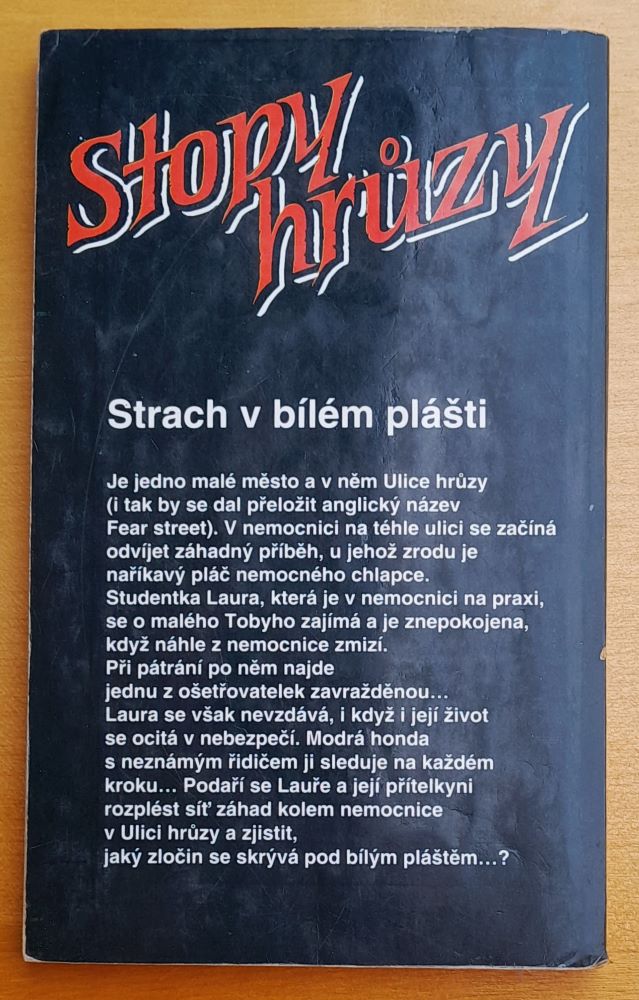 Stopy
hrůzy
Strach v bílém plášti
Je jedno malé město a v něm Ulice hrůzy
(i tak by se dal přeložit anglický název
Fear street). V nemocnici na téhle ulici se začíná
odvíjet záhadný příběh, u jehož zrodu je
naříkavý pláč nemocného chlapce.
Studentka Laura, která je v nemocnici na praxi,
se o malého Tobyho zajímá a je znepokojena,
když náhle z nemocnice zmizí.
Při pátrání po něm najde
jednu z ošetřovatelek zavražděnou...
Laura se však nevzdává, i když i její život
se ocitá v nebezpečí. Modrá honda
s neznámým řidičem ji sleduje na každém
kroku... Podaří se Lauře a její přítelkyni
rozplést síť záhad kolem nemocnice
v Ulici hrůzy a zjistit,
jaký zločin se skrývá pod bílým pláštěm...?